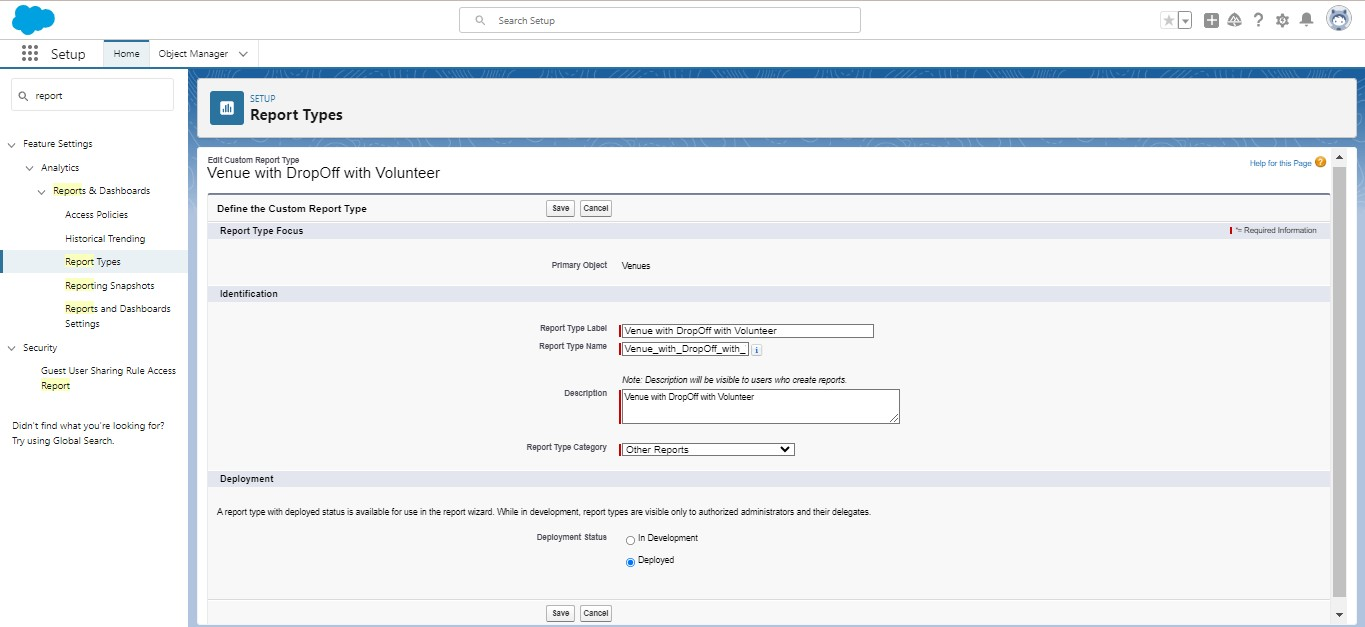 Search Setup
Setup
Home
Object Manager
report
Feature Settings
Analytics
Reports & Dashboards
Access Policies
Historical Trending
Report Types
Reporting Snapshots
Reports and Dashboards
Settings
Security
Guest User Sharing Rule Access
Report
Didn't find what you're looking for?
Try using Global Search.
SETUP
Report Types
Edit Custom Report Type
Venue with DropOff with Volunteer
Help for this Page ?
Define the Custom Report Type
Save
Cancel
Report Type Focus
*= Required Information
Primary Object
Venues
Identification
Report Type Label
Venue with DropOff with Volunteer
Report Type Name
Venue_with_DropOff_with_
i
Note: Description will be visible to users who create reports.
Description
Venue with DropOff with Volunteer
Report Type Category
Other Reports
Deployment
A report type with deployed status is available for use in the report wizard. While in development, report types are visible only to authorized administrators and their delegates.
Deployment Status
In Development
Deployed
Save
Cancel